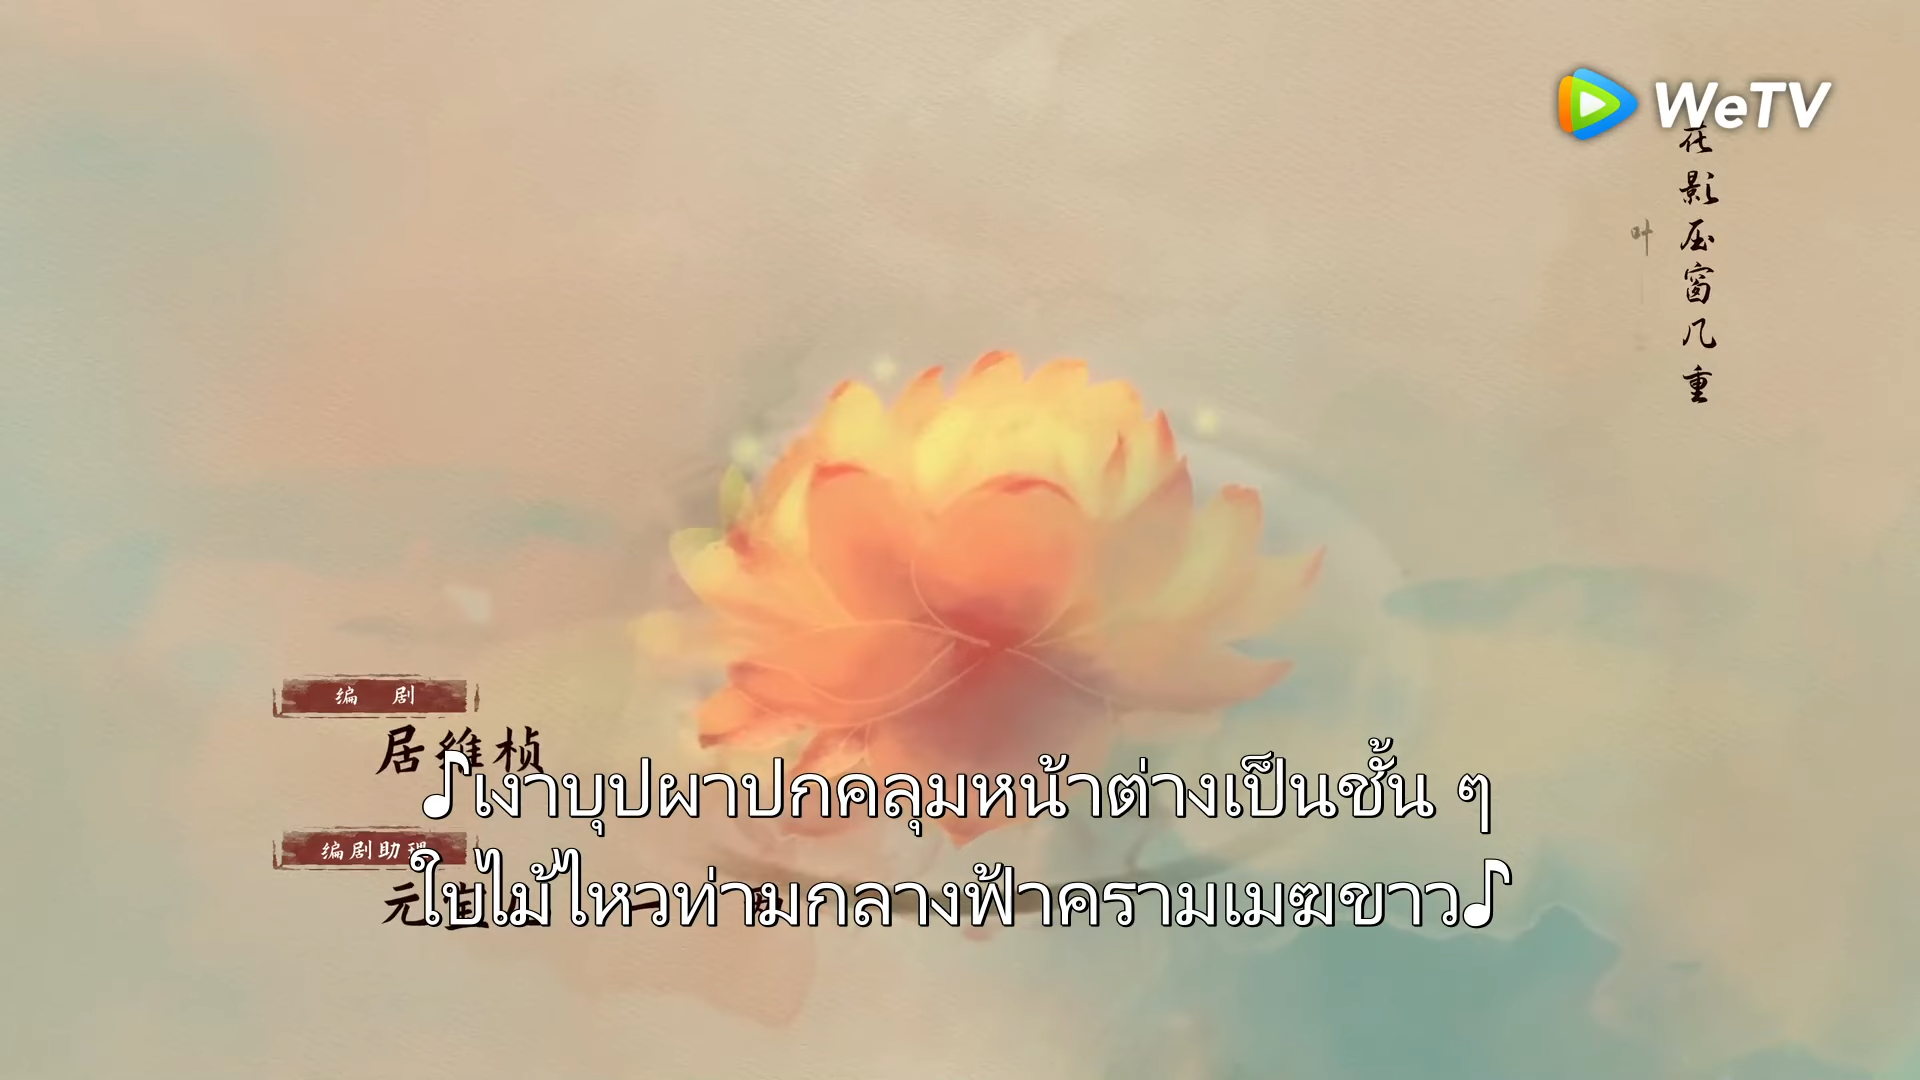 WeTV
花影压窗几重
叶
编 剧
居维桢
♪เงาบุปผาปกคลุมหน้าต่างเป็นชั้น ๆ
编剧助理
ใบไม้ไหวท่ามกลางฟ้าครามเมฆขาว♪